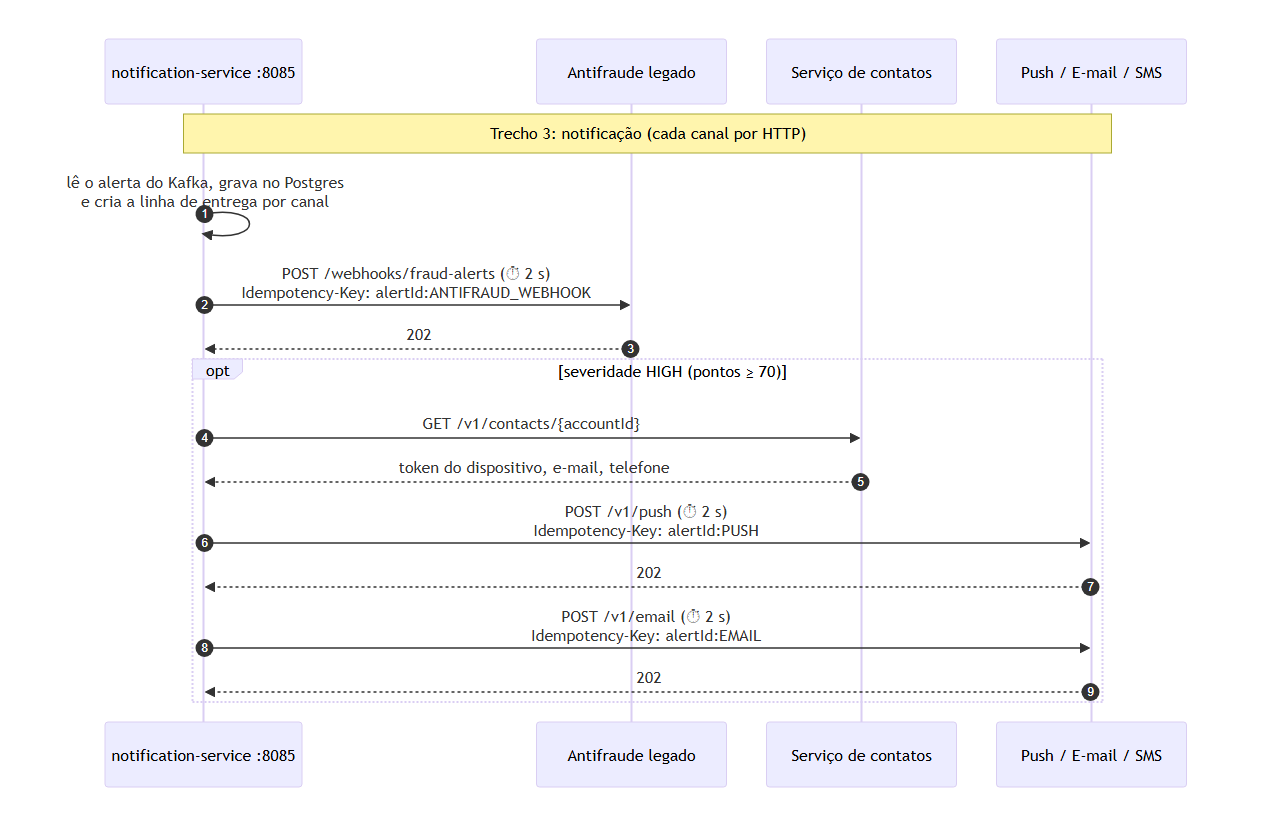 notification-service :8085
Antifraude legado
Serviço de contatos
Push / E-mail / SMS
Trecho 3: notificação (cada canal por HTTP)
lê o alerta do Kafka, grava no Postgres
e cria a linha de entrega por canal
1
POST /webhooks/fraud-alerts (⏱ 2 s)
Idempotency-Key: alertId:ANTIFRAUD_WEBHOOK
2
202
3
opt
[severidade HIGH (pontos ≥ 70)]
GET /v1/contacts/{accountId}
4
token do dispositivo, e-mail, telefone
5
POST /v1/push (⏱ 2 s)
Idempotency-Key: alertId:PUSH
6
202
7
POST /v1/email (⏱ 2 s)
Idempotency-Key: alertId:EMAIL
8
202
9
notification-service :8085
Antifraude legado
Serviço de contatos
Push / E-mail / SMS